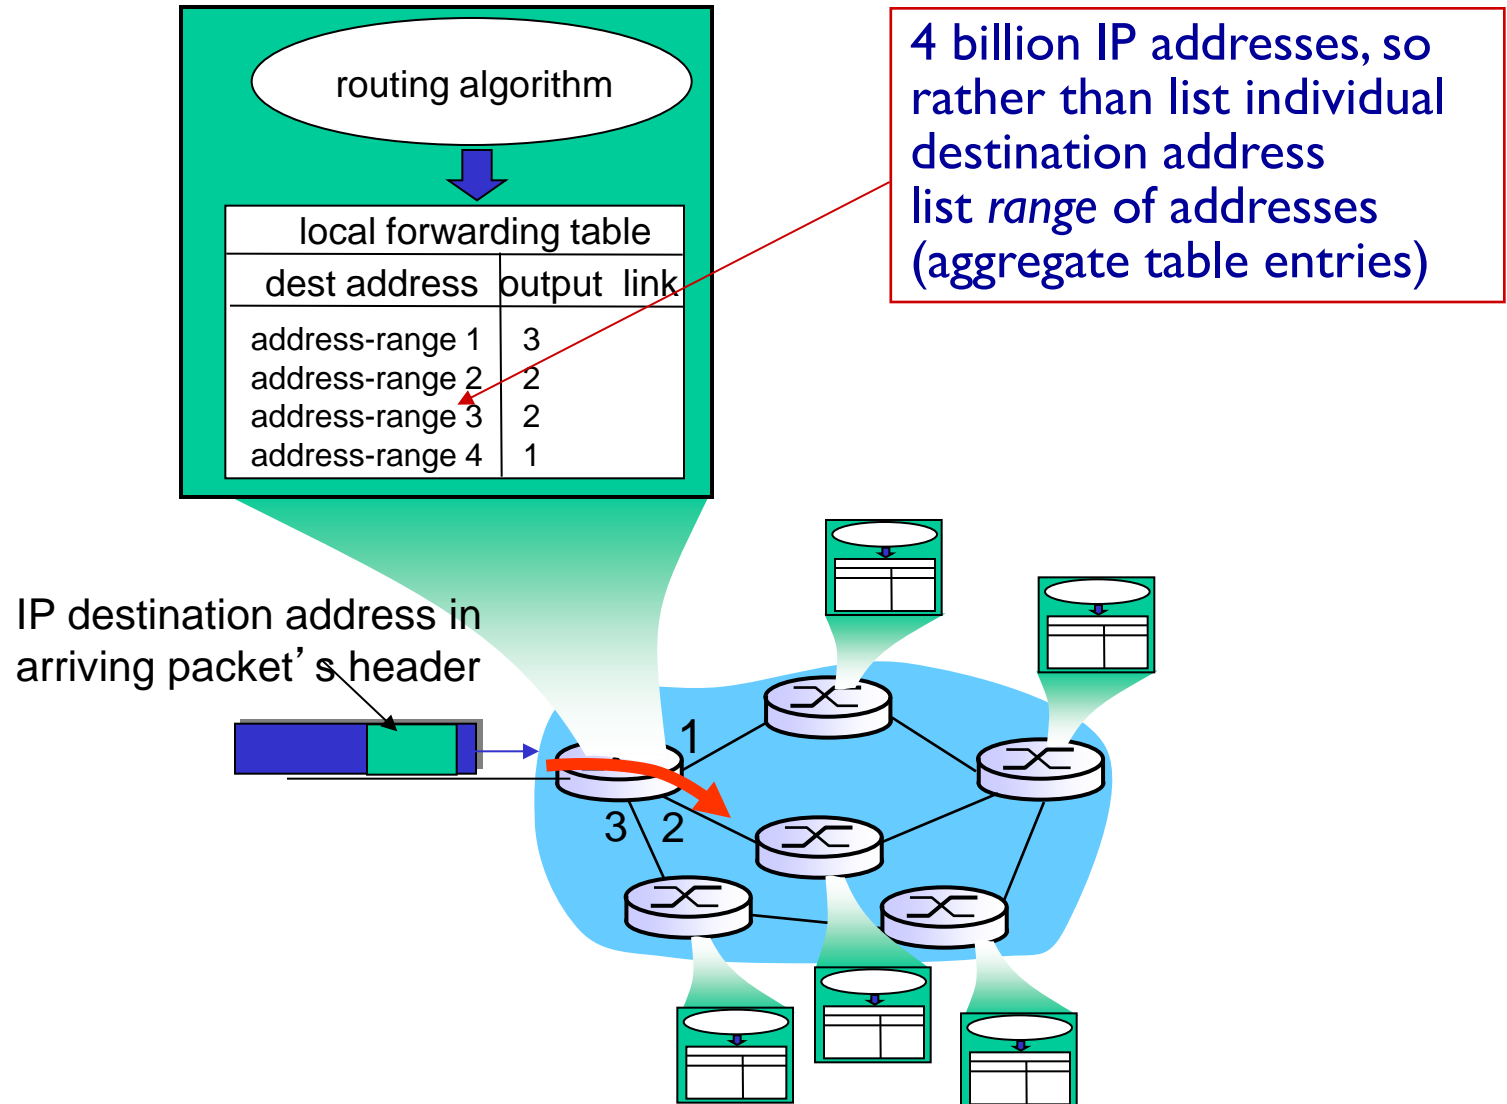 routing algorithm
local forwarding table
dest address output link
address-range 1 3
address-range 2 2
address-range 3 2
address-range 4 1
4 billion IP addresses, so
rather than list individual
destination address
list range of addresses
(aggregate table entries)
IP destination address in
arriving packet’s header
1
3 2